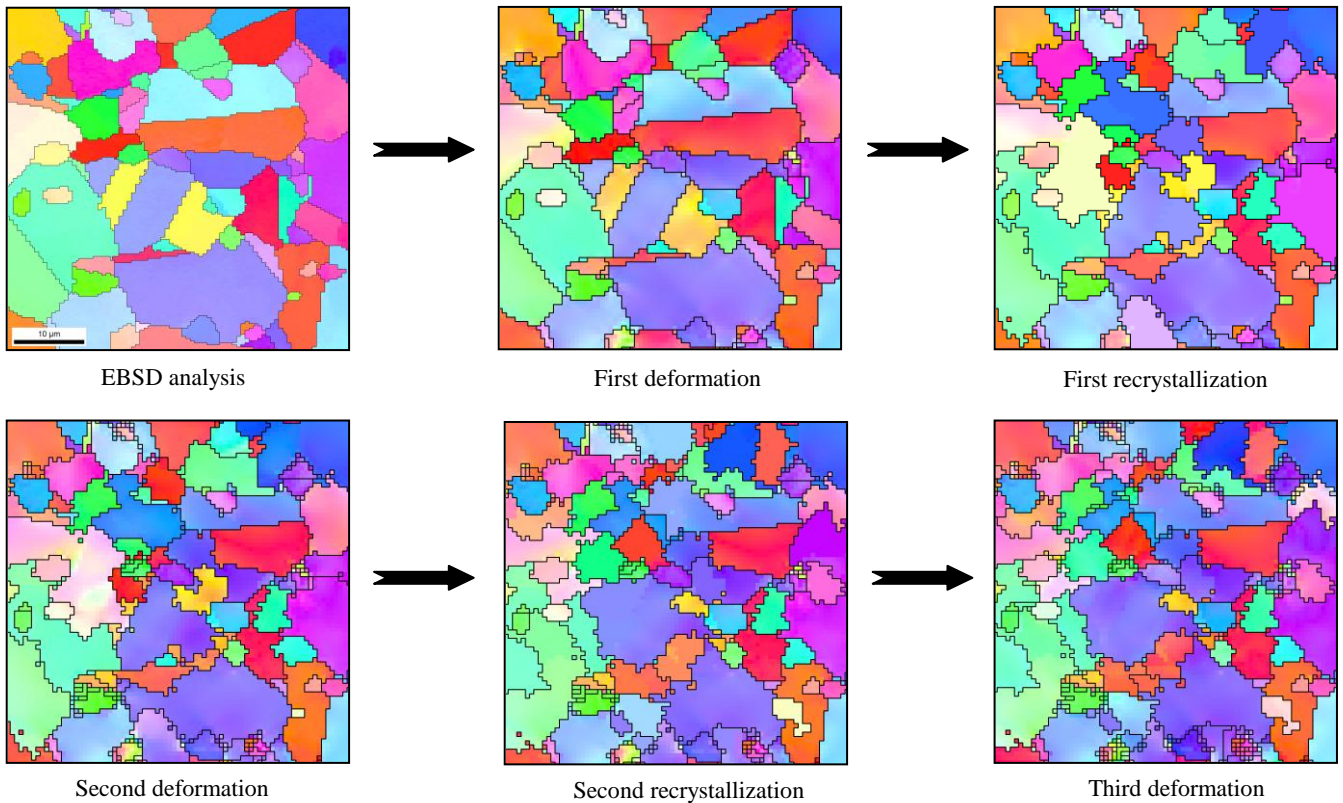 10 µm
EBSD analysis
First deformation
First recrystallization
Second deformation
Second recrystallization
Third deformation